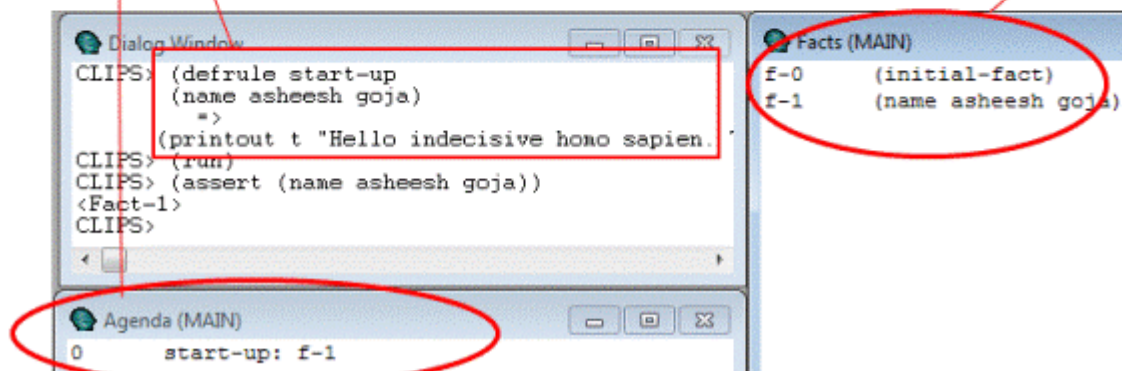 Dialog Window
CLIPS> (defrule start-up
(name asheesh goja)
=>
(printout t "Hello indecisive homo sapien.
CLIPS> (run)
CLIPS> (assert (name asheesh goja))
<Fact-1>
CLIPS>
Facts (MAIN)
f-0 (initial-fact)
f-1 (name asheesh goja)
Agenda (MAIN)
0 start-up: f-1